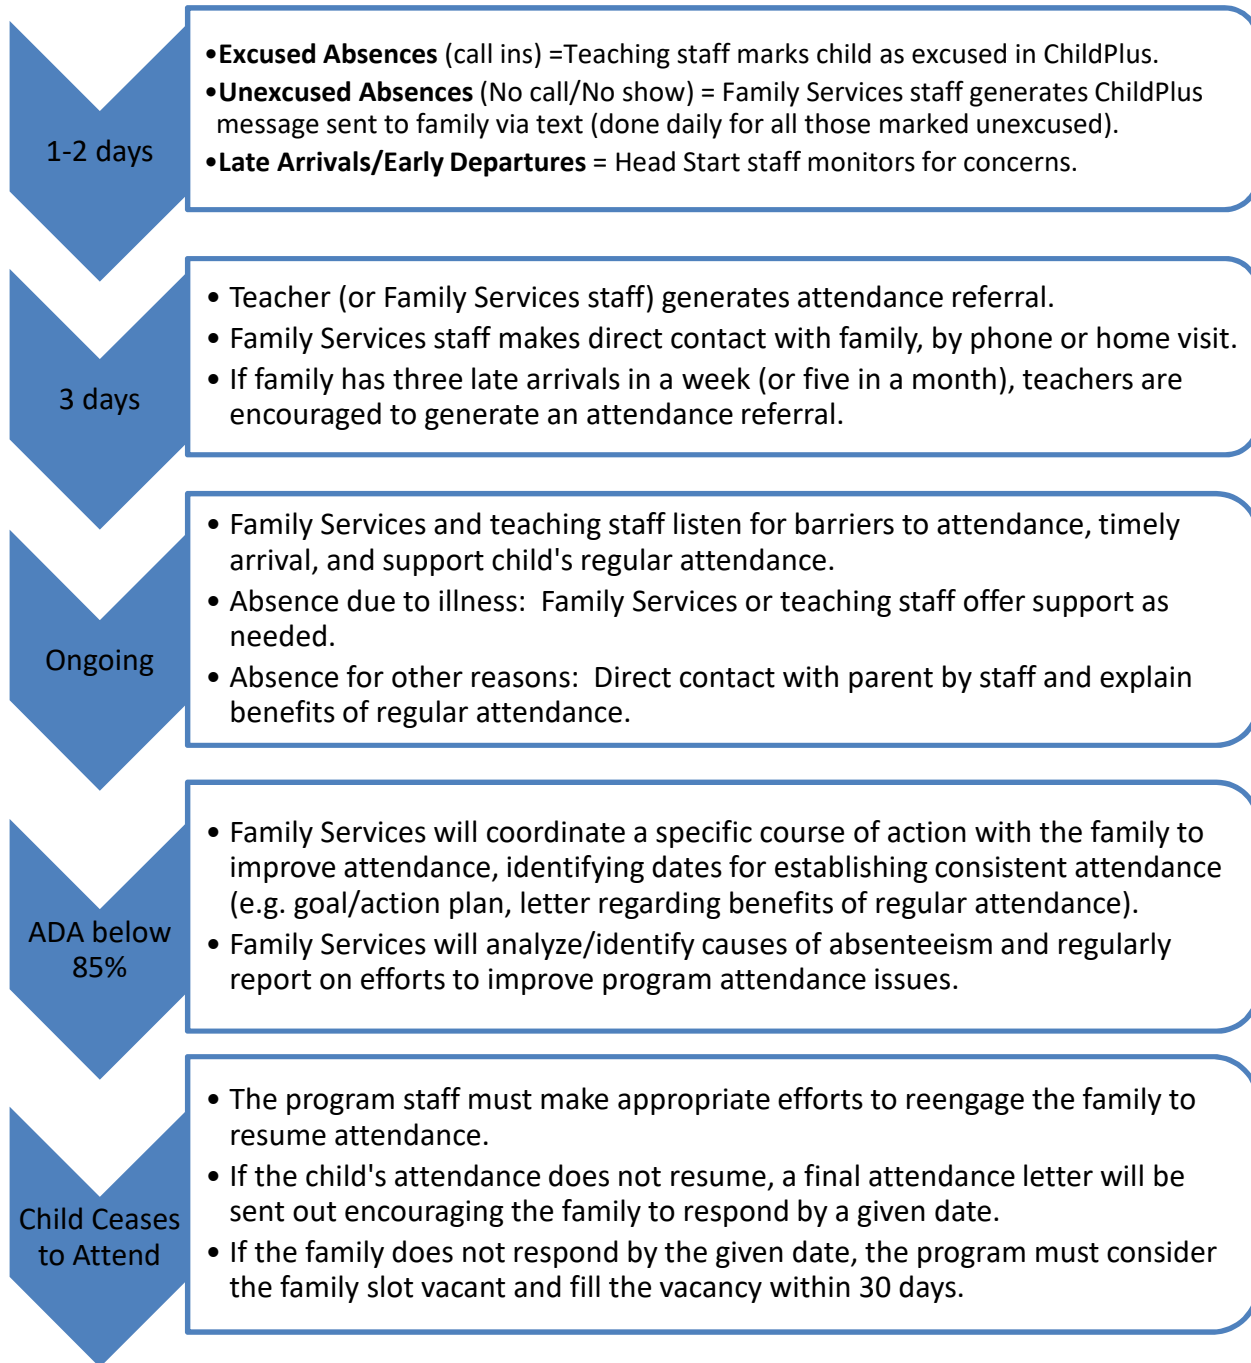 1-2 days
•Excused Absences (call ins) =Teaching staff marks child as excused in ChildPlus.
•Unexcused Absences (No call/No show) = Family Services staff generates ChildPlus
message sent to family via text (done daily for all those marked unexcused).
•Late Arrivals/Early Departures = Head Start staff monitors for concerns.
3 days
• Teacher (or Family Services staff) generates attendance referral.
• Family Services staff makes direct contact with family, by phone or home visit.
• If family has three late arrivals in a week (or five in a month), teachers are
encouraged to generate an attendance referral.
Ongoing
• Family Services and teaching staff listen for barriers to attendance, timely
arrival, and support child's regular attendance.
• Absence due to illness:  Family Services or teaching staff offer support as
needed.
• Absence for other reasons:  Direct contact with parent by staff and explain
benefits of regular attendance.
ADA below
85%
• Family Services will coordinate a specific course of action with the family to
improve attendance, identifying dates for establishing consistent attendance
(e.g. goal/action plan, letter regarding benefits of regular attendance).
• Family Services will analyze/identify causes of absenteeism and regularly
report on efforts to improve program attendance issues.
Child Ceases
to Attend
• The program staff must make appropriate efforts to reengage the family to
resume attendance.
• If the child's attendance does not resume, a final attendance letter will be
sent out encouraging the family to respond by a given date.
• If the family does not respond by the given date, the program must consider
the family slot vacant and fill the vacancy within 30 days.